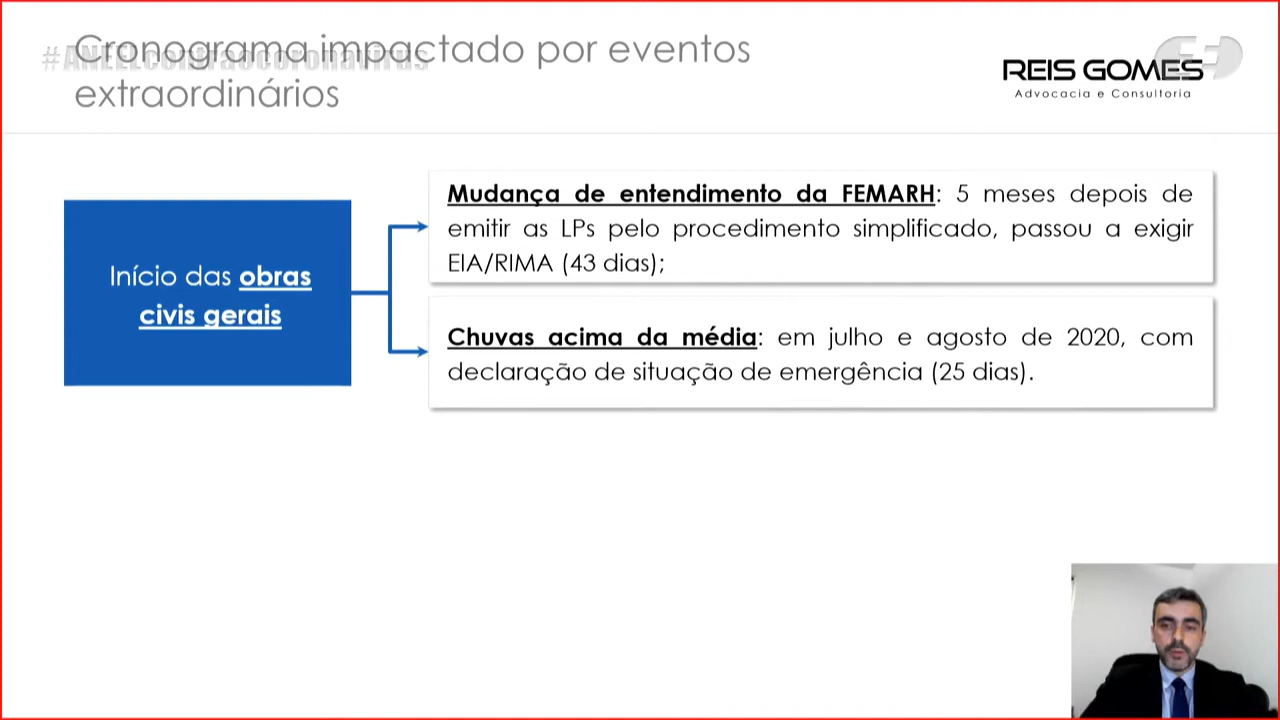 #ANEELcontraocoronavirus
Cronograma impactado por eventos
extraordinários
REIS GOMES
Advocacia e Consultoria
Início das obras
civis gerais
Mudança de entendimento da FEMARH: 5 meses depois de
emitir as LPs pelo procedimento simplificado, passou a exigir
EIA/RIMA (43 dias);
Chuvas acima da média: em julho e agosto de 2020, com
declaração de situação de emergência (25 dias).